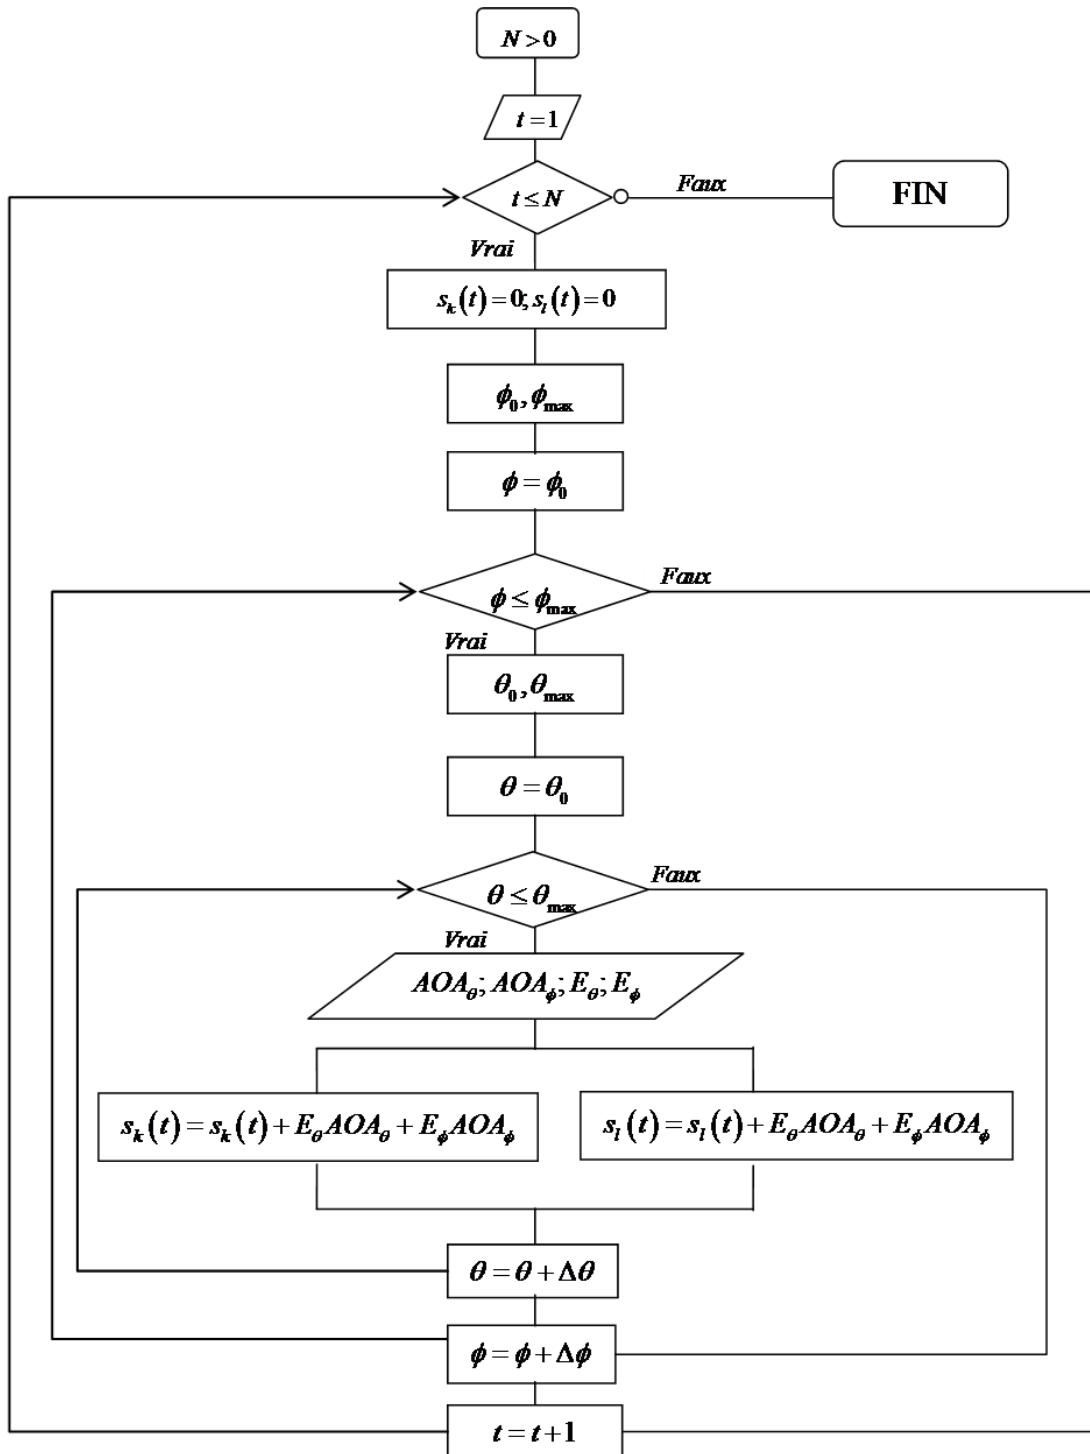 N > 0
t = 1
t ≤ N
Faux
FIN
Vrai
s_k(t) = 0; s_l(t) = 0
ϕ_0, ϕ_max
ϕ = ϕ_0
ϕ ≤ ϕ_max
Faux
Vrai
θ_0, θ_max
θ = θ_0
θ ≤ θ_max
Faux
Vrai
AOA_θ; AOA_ϕ; E_θ; E_ϕ
s_k(t) = s_k(t) + E_θ AOA_θ + E_ϕ AOA_ϕ
s_l(t) = s_l(t) + E_θ AOA_θ + E_ϕ AOA_ϕ
θ = θ + Δθ
ϕ = ϕ + Δϕ
t = t + 1